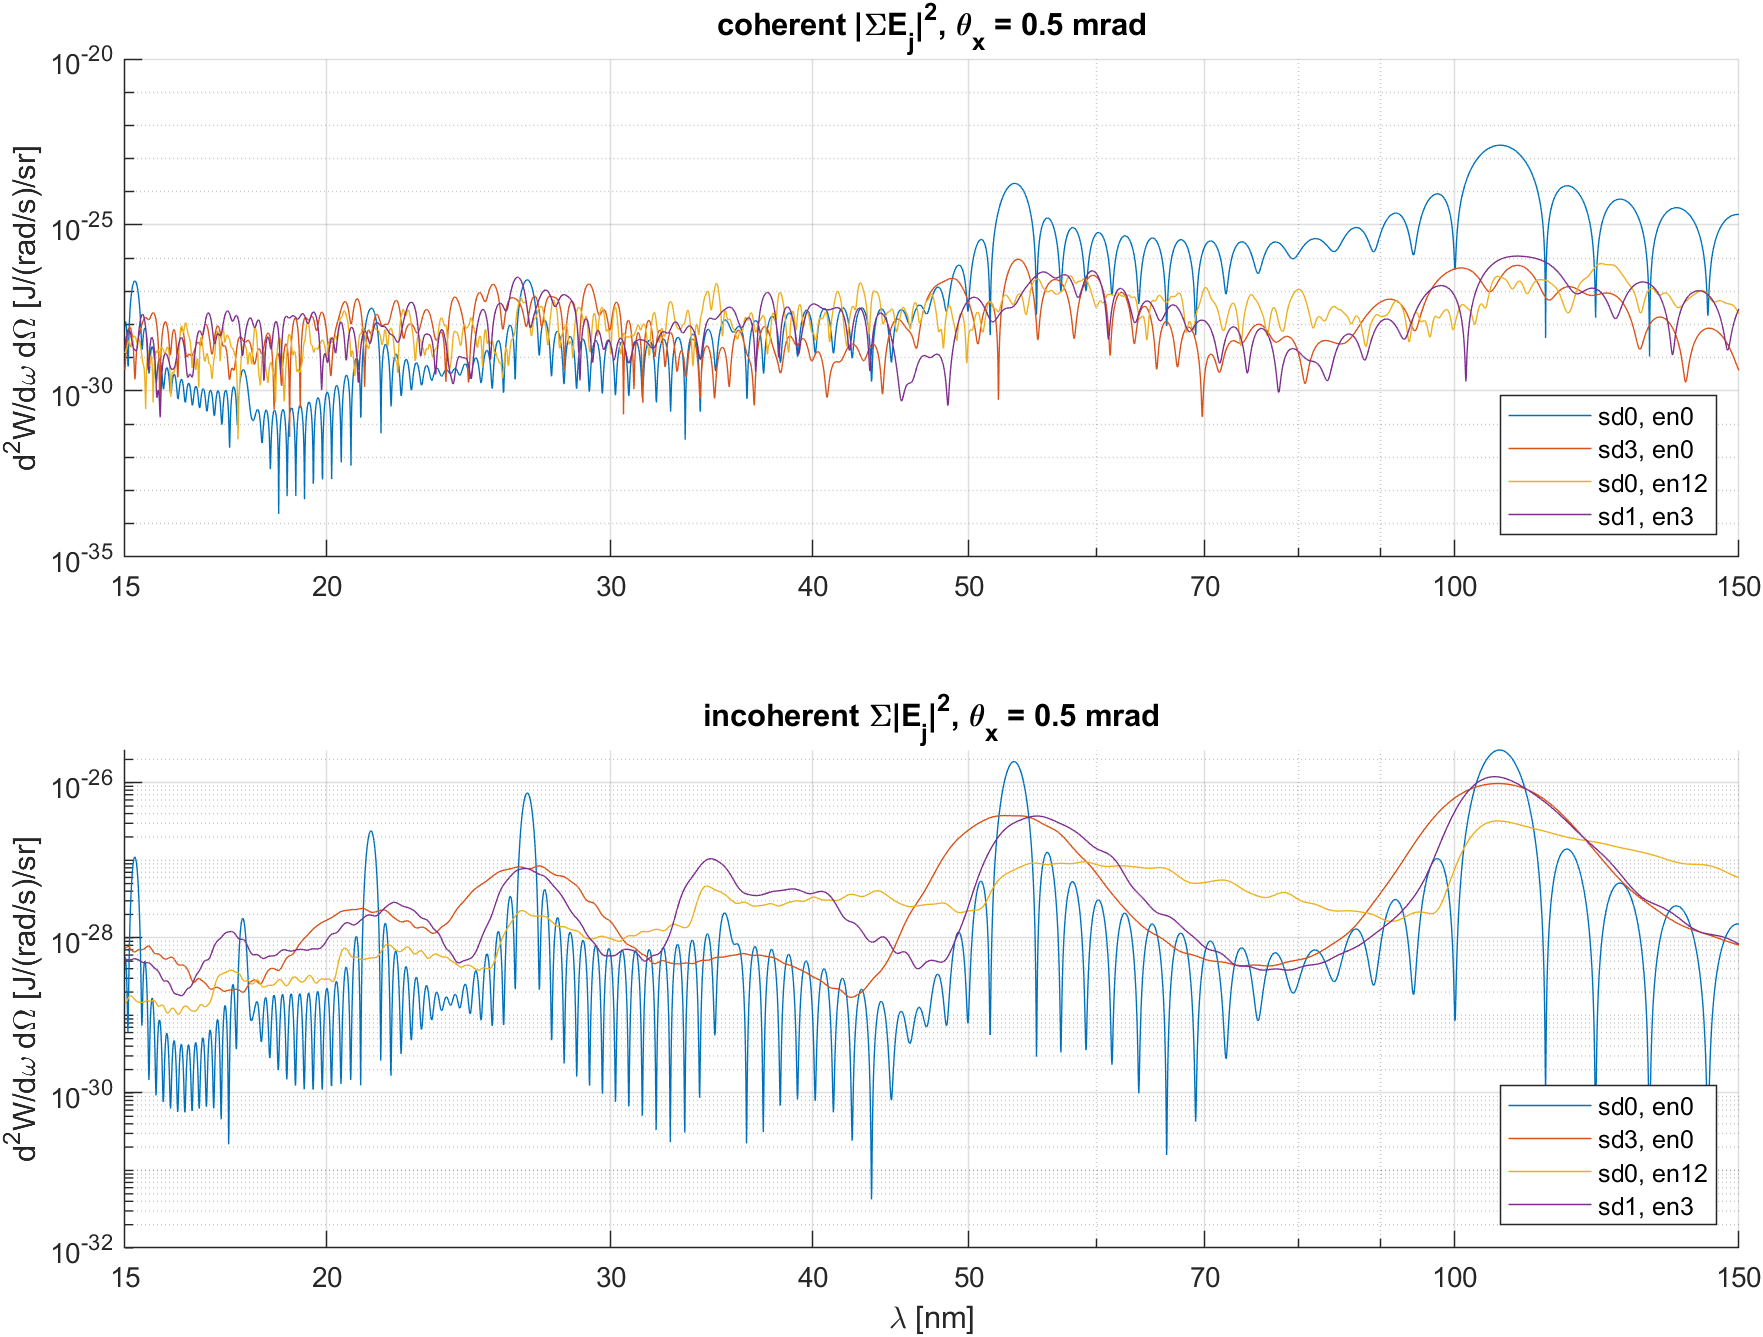 coherent |ΣE_j|^2, θ_x = 0.5 mrad
d^2W/dω dΩ [J/(rad/s)/sr]
10^-20
10^-25
10^-30
10^-35
15 20 30 40 50 70 100 150
sd0, en0
sd3, en0
sd0, en12
sd1, en3
incoherent Σ|E_j|^2, θ_x = 0.5 mrad
d^2W/dω dΩ [J/(rad/s)/sr]
10^-26
10^-28
10^-30
10^-32
15 20 30 40 50 70 100 150
sd0, en0
sd3, en0
sd0, en12
sd1, en3
λ [nm]